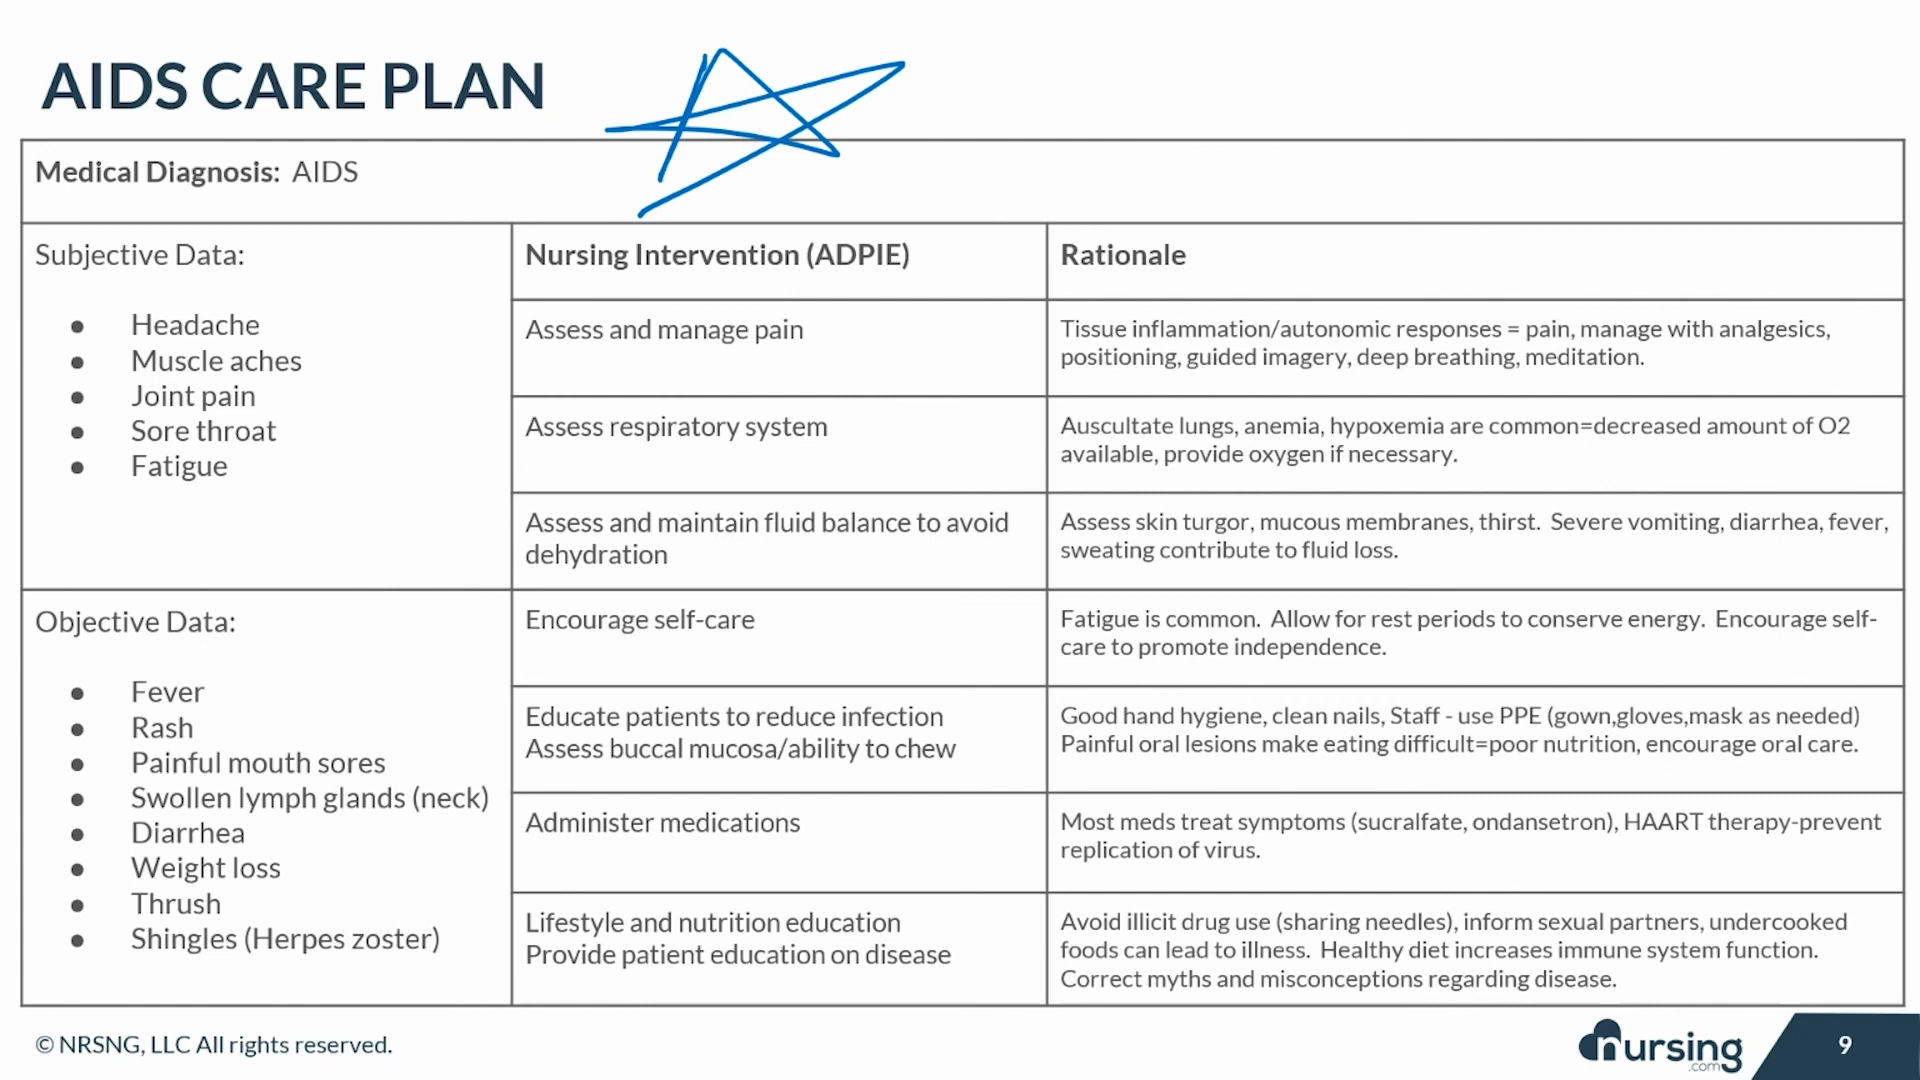 AIDS CARE PLAN
Medical Diagnosis: AIDS
Subjective Data:
● Headache
● Muscle aches
● Joint pain
● Sore throat
● Fatigue
Nursing Intervention (ADPIE)
Rationale
Assess and manage pain
Tissue inflammation/autonomic responses = pain, manage with analgesics,
positioning, guided imagery, deep breathing, meditation.
Assess respiratory system
Auscultate lungs, anemia, hypoxemia are common=decreased amount of O2
available, provide oxygen if necessary.
Assess and maintain fluid balance to avoid
dehydration
Assess skin turgor, mucous membranes, thirst. Severe vomiting, diarrhea, fever,
sweating contribute to fluid loss.
Objective Data:
● Fever
● Rash
● Painful mouth sores
● Swollen lymph glands (neck)
● Diarrhea
● Weight loss
● Thrush
● Shingles (Herpes zoster)
Encourage self-care
Fatigue is common. Allow for rest periods to conserve energy. Encourage self-
care to promote independence.
Educate patients to reduce infection
Assess buccal mucosa/ability to chew
Good hand hygiene, clean nails, Staff - use PPE (gown,gloves,mask as needed)
Painful oral lesions make eating difficult=poor nutrition, encourage oral care.
Administer medications
Most meds treat symptoms (sucralfate, ondansetron), HAART therapy-prevent
replication of virus.
Lifestyle and nutrition education
Provide patient education on disease
Avoid illicit drug use (sharing needles), inform sexual partners, undercooked
foods can lead to illness. Healthy diet increases immune system function.
Correct myths and misconceptions regarding disease.
© NRSNG, LLC All rights reserved.
nursing
.com
9